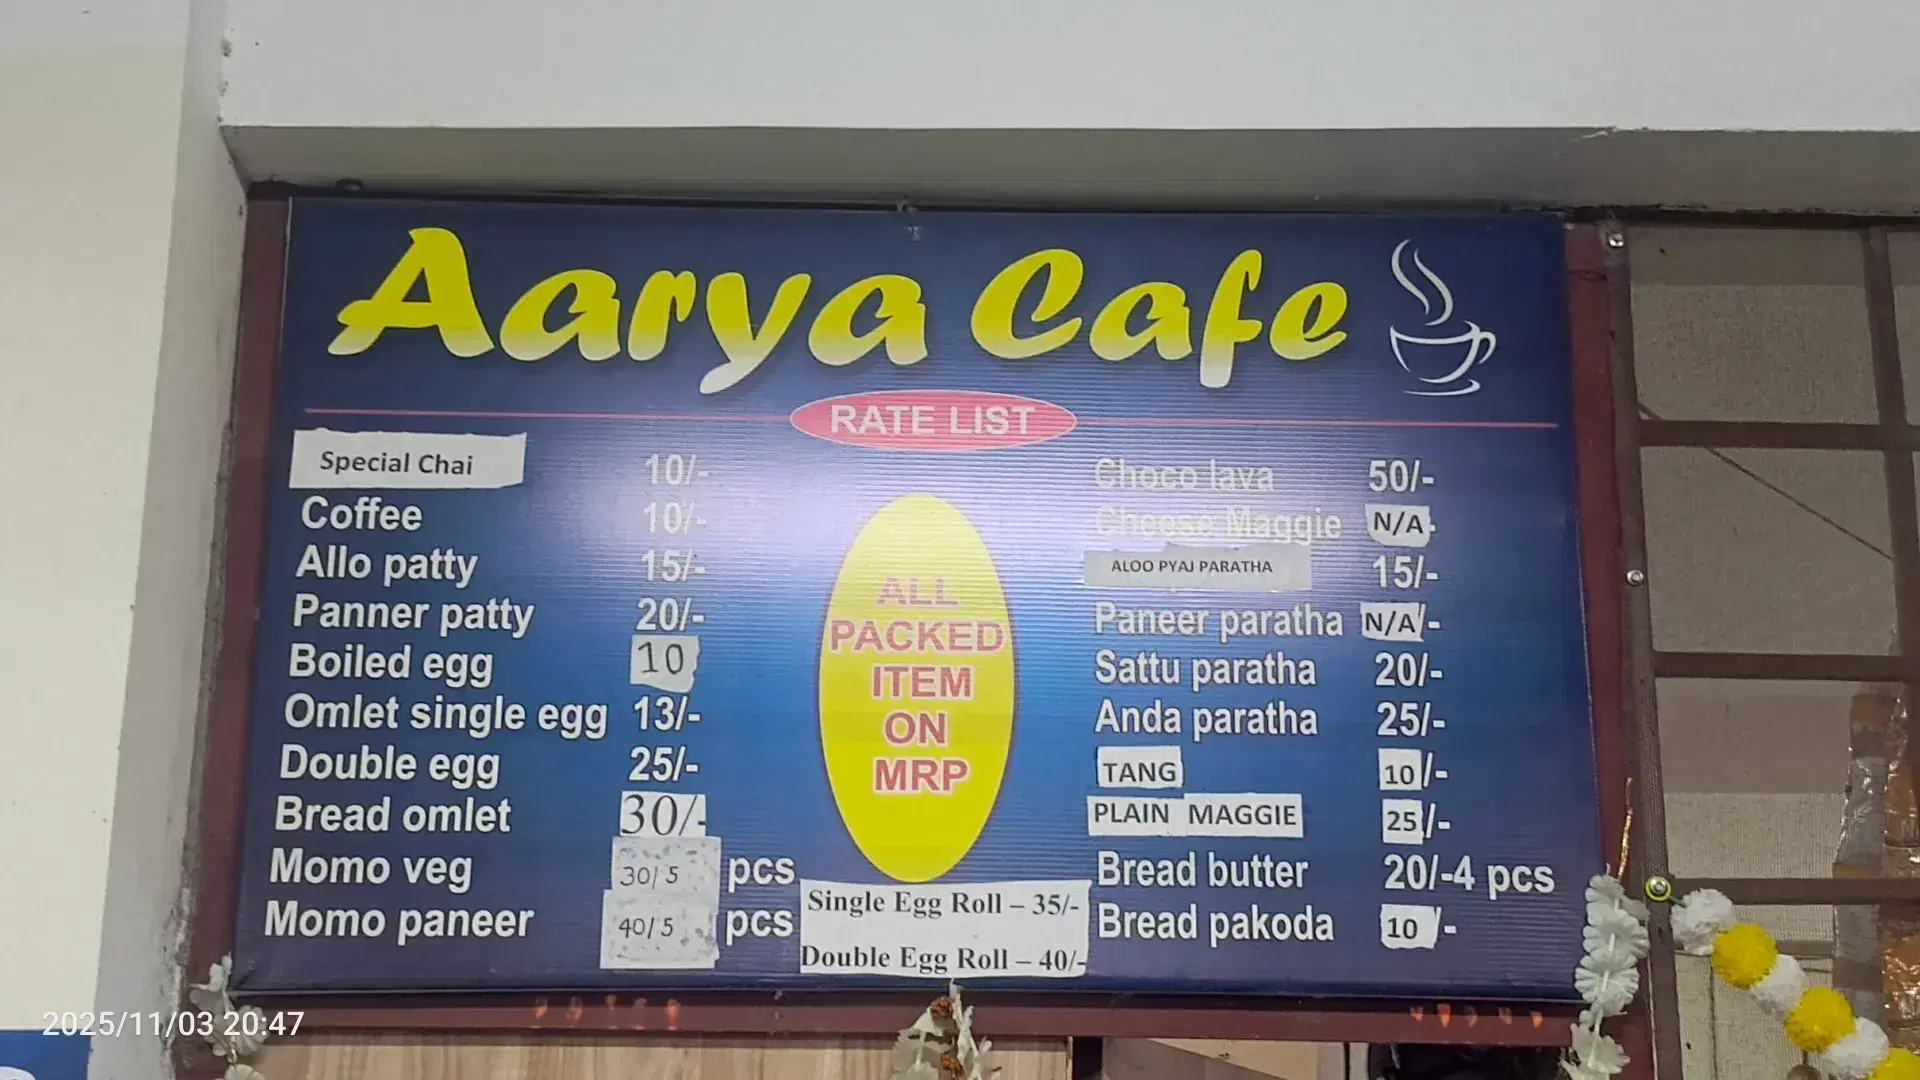 Aarya Cafe
RATE LIST
Special Chai 10/-
Coffee 10/-
Allo patty 15/-
Panner patty 20/-
Boiled egg 10
Omlet single egg 13/-
Double egg 25/-
Bread omlet 30/-
Momo veg 30/5 pcs
Momo paneer 40/5 pcs
ALL
PACKED
ITEM
ON
MRP
Single Egg Roll – 35/-
Double Egg Roll – 40/-
Choco lava 50/-
Cheese Maggie N/A-
ALOO PYAJ PARATHA 15/-
Paneer paratha N/A/-
Sattu paratha 20/-
Anda paratha 25/-
TANG 10/-
PLAIN MAGGIE 25/-
Bread butter 20/-4 pcs
Bread pakoda 10/-
2025/11/03 20:47